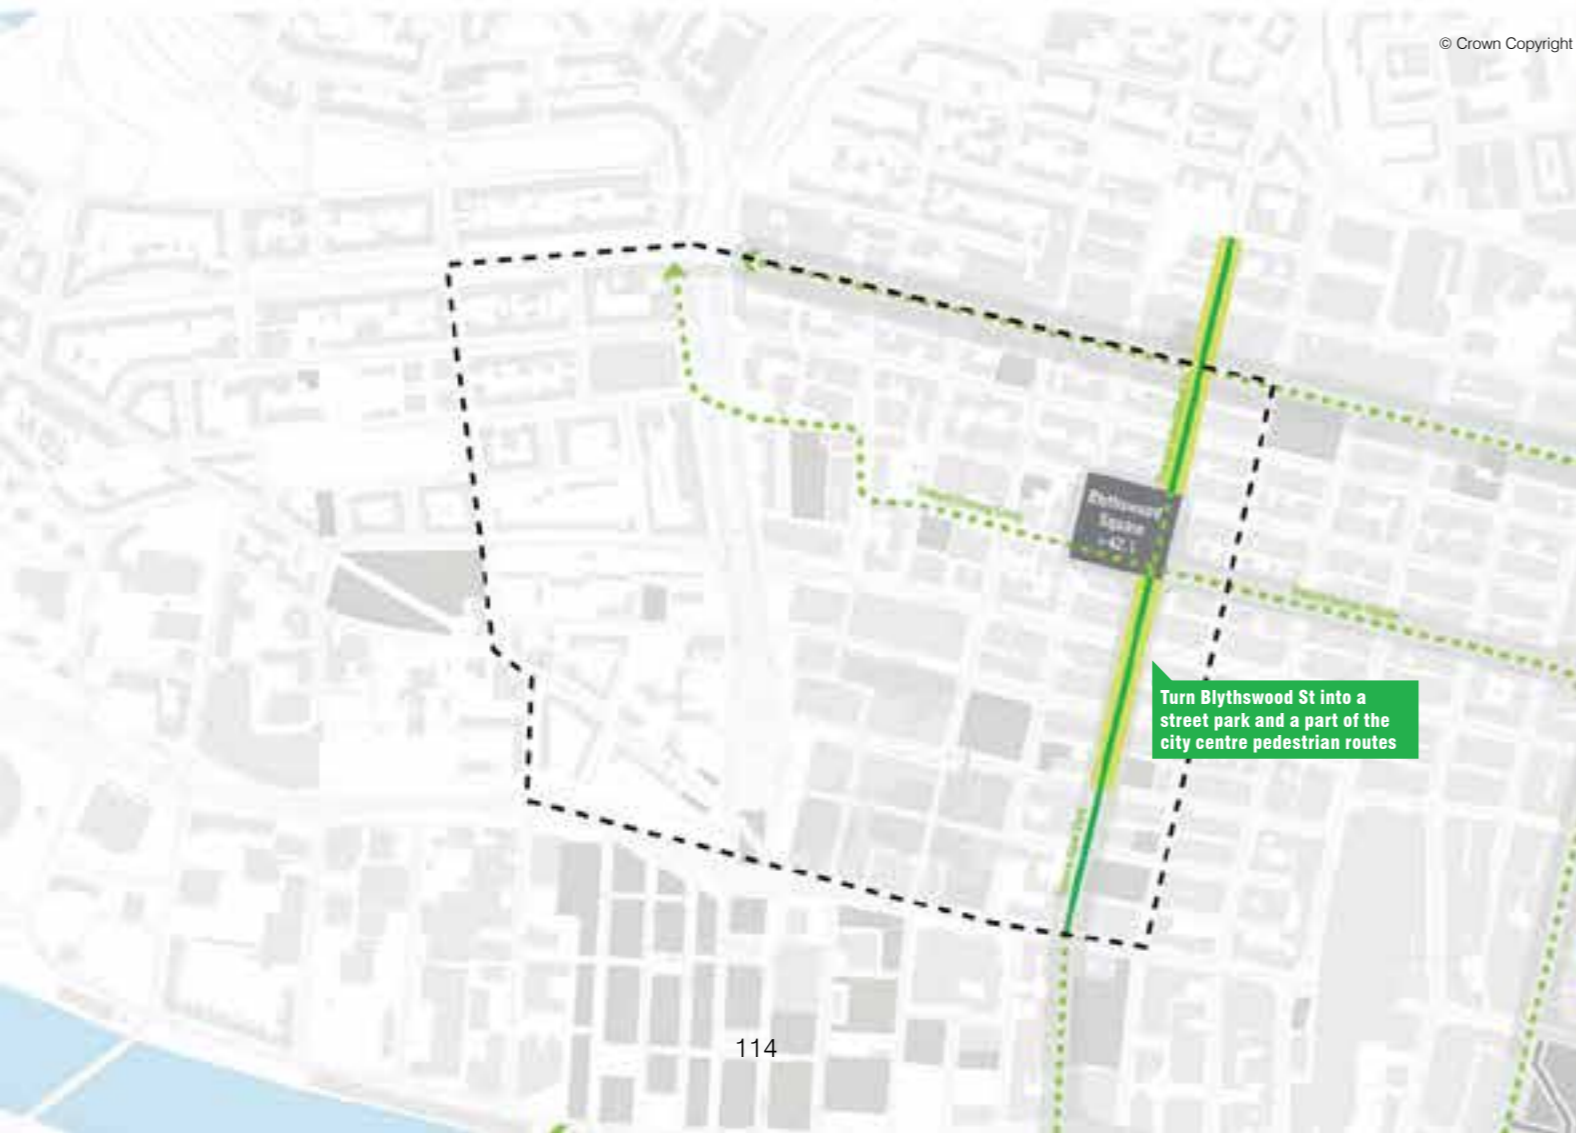 © Crown Copyright
Blythswood
Square
Turn Blythswood St into a
street park and a part of the
city centre pedestrian routes
114